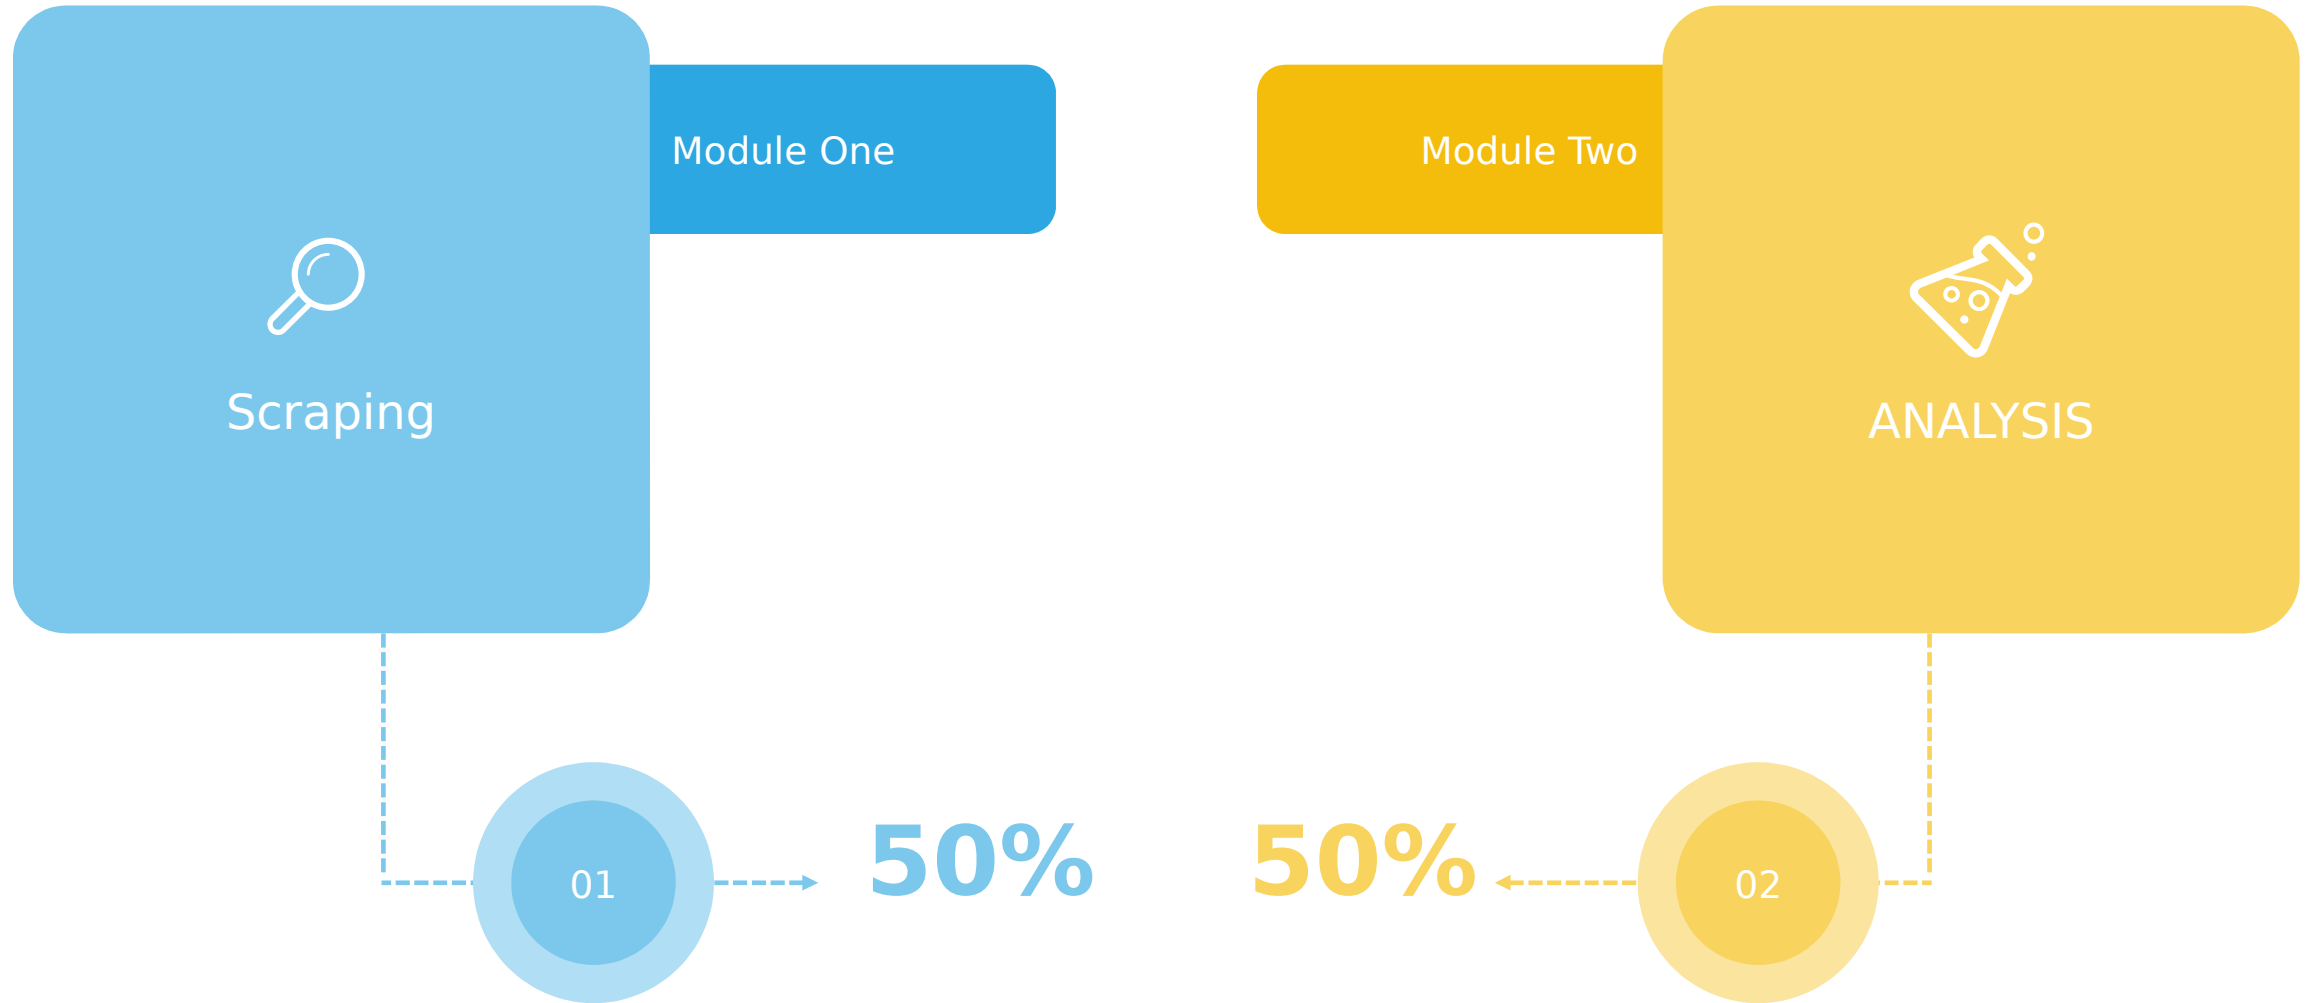 Module One
Scraping
Module Two
ANALYSIS
01
50%
50%
02